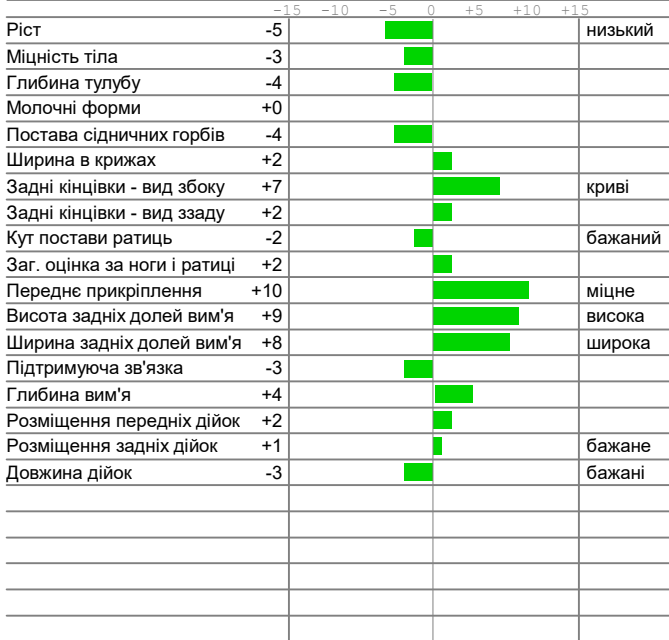 -15 -10 -5 0 +5 +10 +15
Ріст -5 низький
Міцність тіла -3
Глибина тулубу -4
Молочні форми +0
Постава сідничних горбів -4
Ширина в крижах +2
Задні кінцівки - вид збоку +7 криві
Задні кінцівки - вид ззаду +2
Кут постави ратиць -2 бажаний
Заг. оцінка за ноги і ратиці +2
Переднє прикріплення +10 міцне
Висота задніх долей вим'я +9 висока
Ширина задніх долей вим'я +8 широка
Підтримуюча зв'язка -3
Глибина вим'я +4
Розміщення передніх дійок +2
Розміщення задніх дійок +1 бажане
Довжина дійок -3 бажані